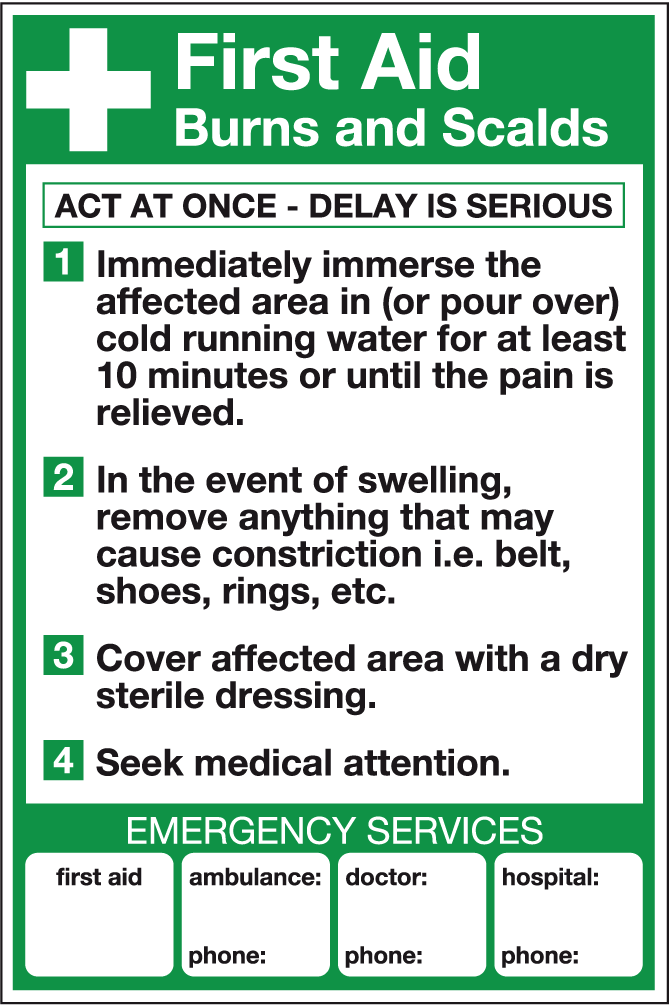 First Aid
Burns and Scalds
ACT AT ONCE - DELAY IS SERIOUS
1 Immediately immerse the
affected area in (or pour over)
cold running water for at least
10 minutes or until the pain is
relieved.
2 In the event of swelling,
remove anything that may
cause constriction i.e. belt,
shoes, rings, etc.
3 Cover affected area with a dry
sterile dressing.
4 Seek medical attention.
EMERGENCY SERVICES
first aid
ambulance:
phone:
doctor:
phone:
hospital:
phone: